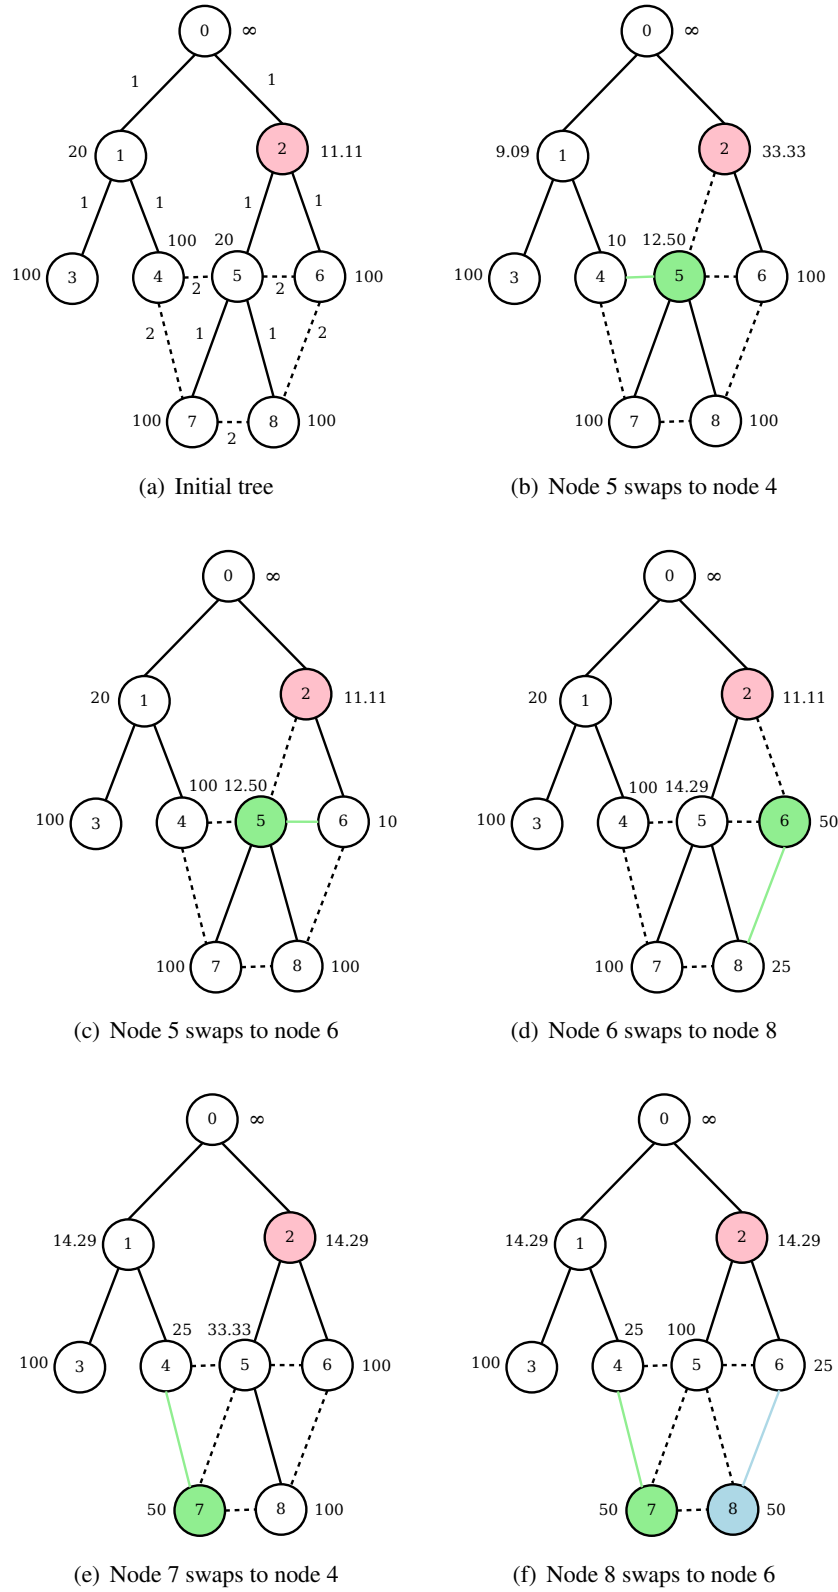 0 ∞ 0 ∞
1 1
20 1 2 11.11 9.09 1 2 33.33
1 1 1 1
100 20 10 12.50
100 3 4 2 5 2 6 100 100 3 4 5 6 100
2 1 1 2
100 7 2 8 100 100 7 8 100
(a) Initial tree (b) Node 5 swaps to node 4
0 ∞ 0 ∞
20 1 2 11.11 20 1 2 11.11
100 12.50 100 14.29
100 3 4 5 6 10 100 3 4 5 6 50
100 7 8 100 100 7 8 25
(c) Node 5 swaps to node 6 (d) Node 6 swaps to node 8
0 ∞ 0 ∞
14.29 1 2 14.29 14.29 1 2 14.29
25 33.33 25 100
100 3 4 5 6 100 100 3 4 5 6 25
50 7 8 100 50 7 8 50
(e) Node 7 swaps to node 4 (f) Node 8 swaps to node 6